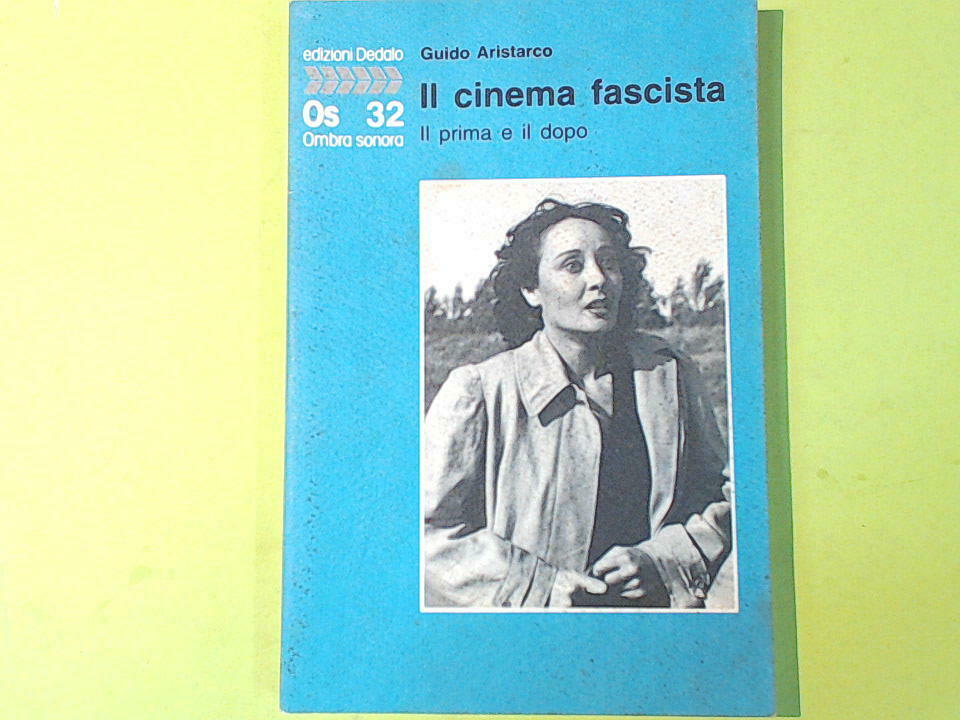 edizioni Dedalo
Os 32
Ombra sonora
Guido Aristarco
Il cinema fascista
Il prima e il dopo